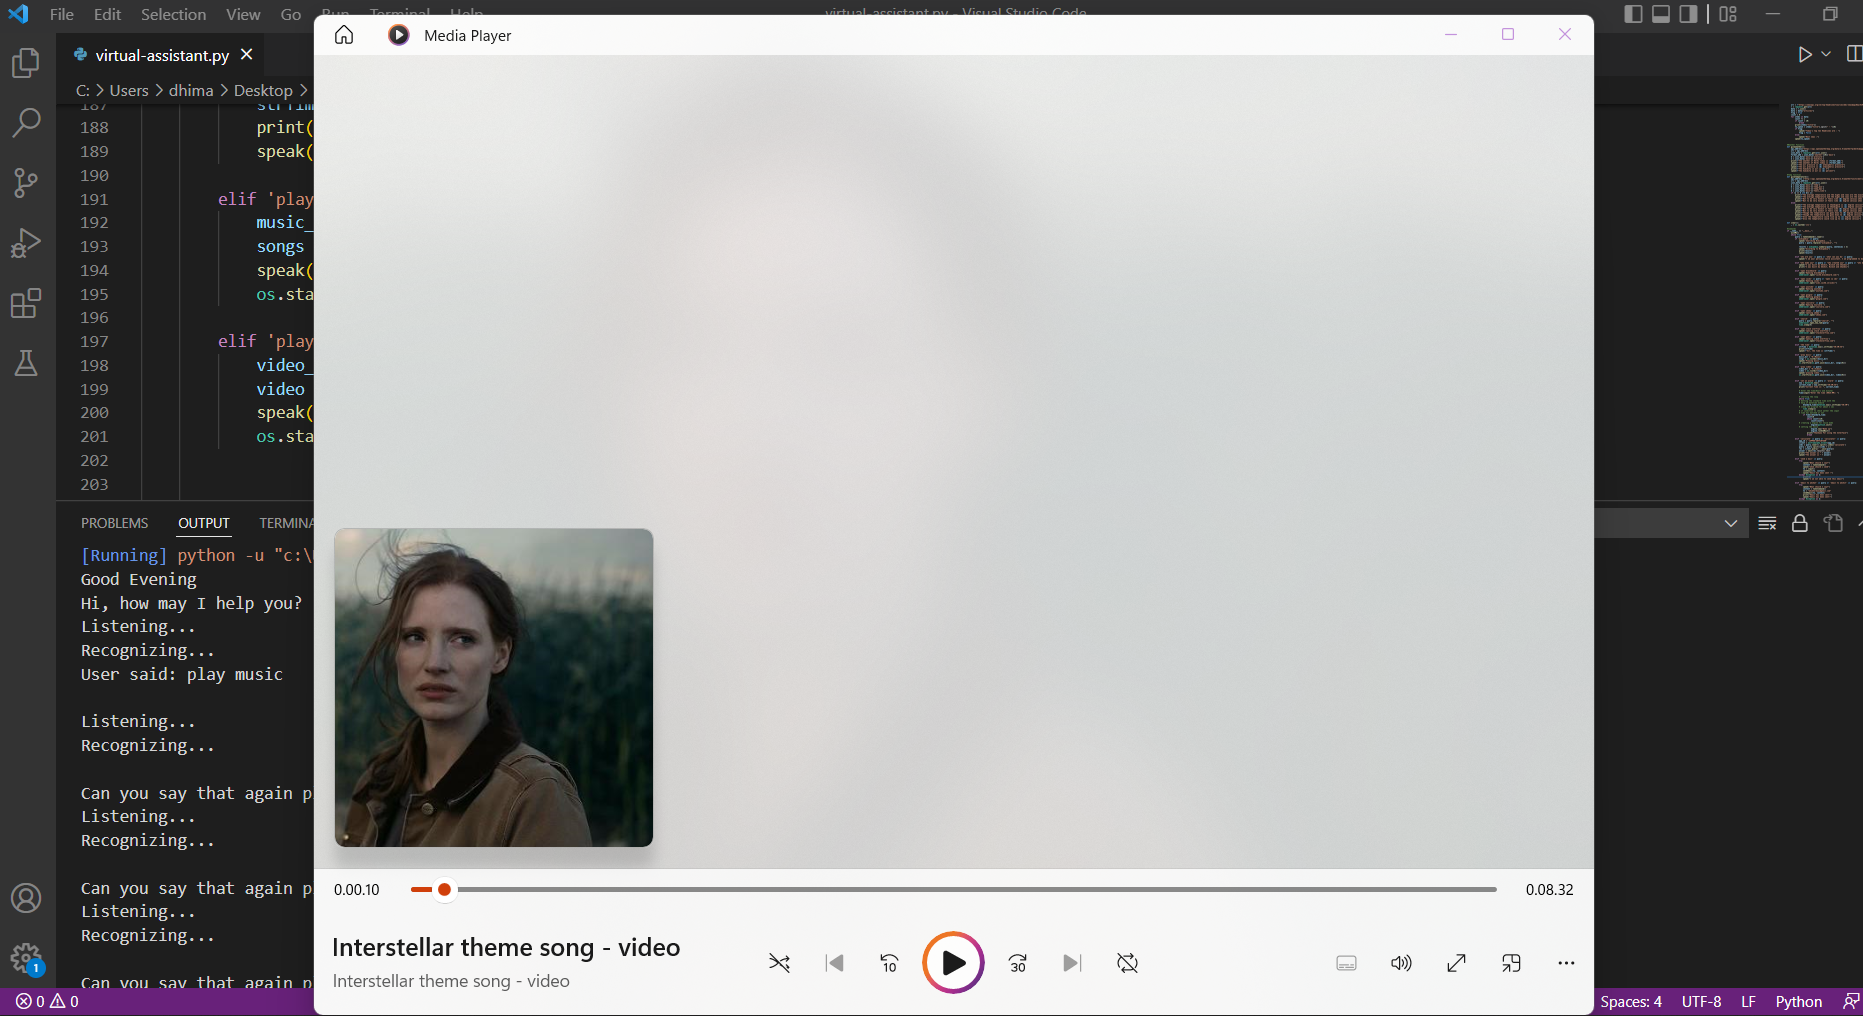 File Edit Selection View Go Run Terminal Help
virtual-assistant.py - Visual Studio Code
virtual-assistant.py
C: > Users > dhima > Desktop >
187
188 print(
189 speak(
190
191 elif 'play
192 music_
193 songs
194 speak(
195 os.sta
196
197 elif 'play
198 video_
199 video
200 speak(
201 os.sta
202
203
PROBLEMS OUTPUT TERMINA
[Running] python -u "c:\
Good Evening
Hi, how may I help you?
Listening...
Recognizing...
User said: play music
Listening...
Recognizing...
Can you say that again p
Listening...
Recognizing...
Can you say that again p
Listening...
Recognizing...
Can you say that again p
1
0 0
Spaces: 4 UTF-8 LF Python
Media Player
0.00.10
0.08.32
Interstellar theme song - video
Interstellar theme song - video
10
30